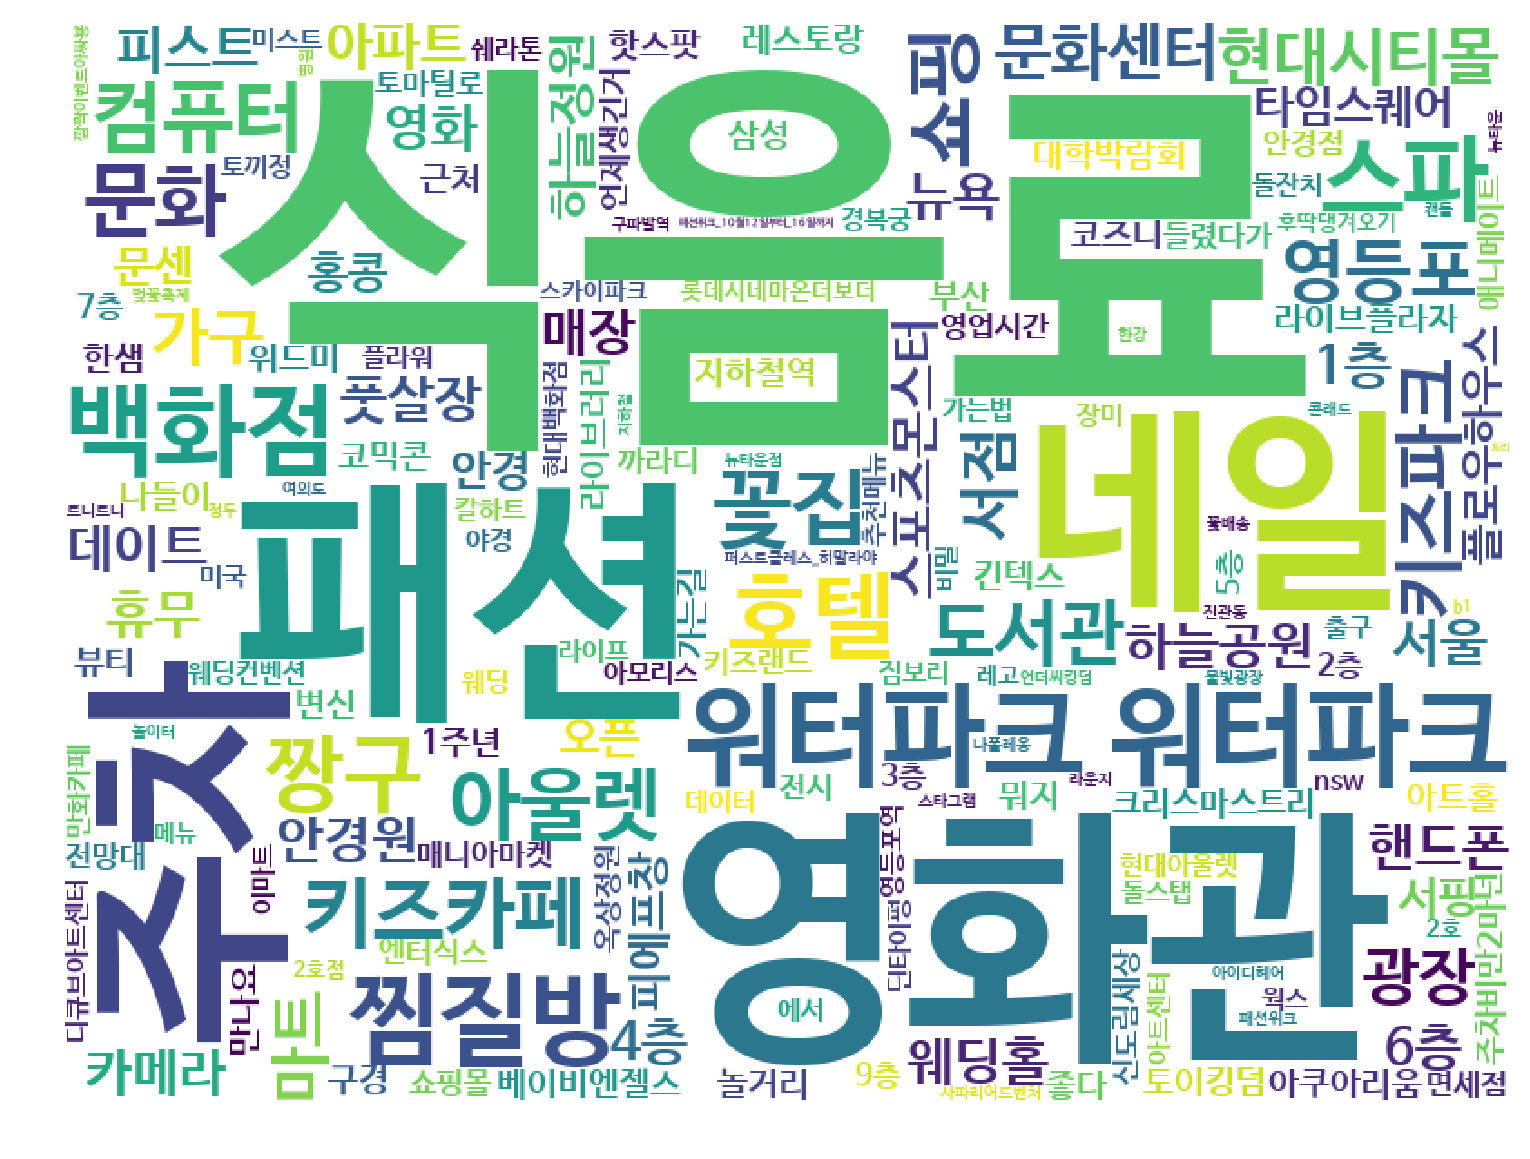 식음료
패션
네일
영화관
주차
워터파크
워터파크
백화점
찜질방
키즈카페
아울렛
호텔
꽃집
도서관
컴퓨터
스파
쇼핑
문화센터
현대시티몰
피스트
미스트
아파트
쉐라톤
핫스팟
레스토랑
병원
토마틸로
영화
하늘정원
언제생긴거
삼성
타임스퀘어
대학박람회
안경점
뉴타운
문화
토끼정
근처
뉴욕
돌잔치
캔들
구파발역
패션위크_10월12일부터_16일까지
경복궁
코즈니
들렸다가
후딱댕겨오기
애니메이트
문센
홍콩
영등포
7층
벚꽃축제
스카이파크
롯데시네마온더보더
부산
가구
매장
영업시간
한강
라이브플라자
한샘
위드미
플라워
지하철역
1층
풋살장
현대백화점
라이브러리
지하철
스포츠몬스터
가는법
장미
콘래드
키즈파크
플로우하우스
트리
코믹콘
안경
까라디
뉴타운점
추천메뉴
서점
나들이
여의도
칼하트
트니트니
정두
데이트
야경
퍼스트클래스_히말라야
비밀
킨텍스
5층
꽃배송
미국
휴무
가는길
진관동
b1
뷰티
웨딩컨벤션
라이프
아모리스
키즈랜드
짐보리
레고
언더씨킹덤
하늘공원
2층
출구
서울
물빛광장
변신
웨딩
놀이터
짱구
1주년
오픈
나폴레옹
만화카페
3층
라운지
nsw
데이터
전시
스타그램
뭐지
크리스마스트리
아트홀
메뉴
전망대
안경원
매니아마켓
영등포역
현대아울렛
핸드폰
이마트
옥상정원
피에프창
돌스탭
서핑
디큐브아트센터
엔터식스
딘타이펑
2호
2호점
아이디헤어
광장
주차비만2마넌
만나요
에서
신도림세상
웍스
아트센터
패션위크
마트
4층
6층
카메라
구경
쇼핑몰
베이비엔젤스
놀거리
9층
웨딩홀
사파리어드벤처
좋다
토이킹덤
아쿠아리움
면세점